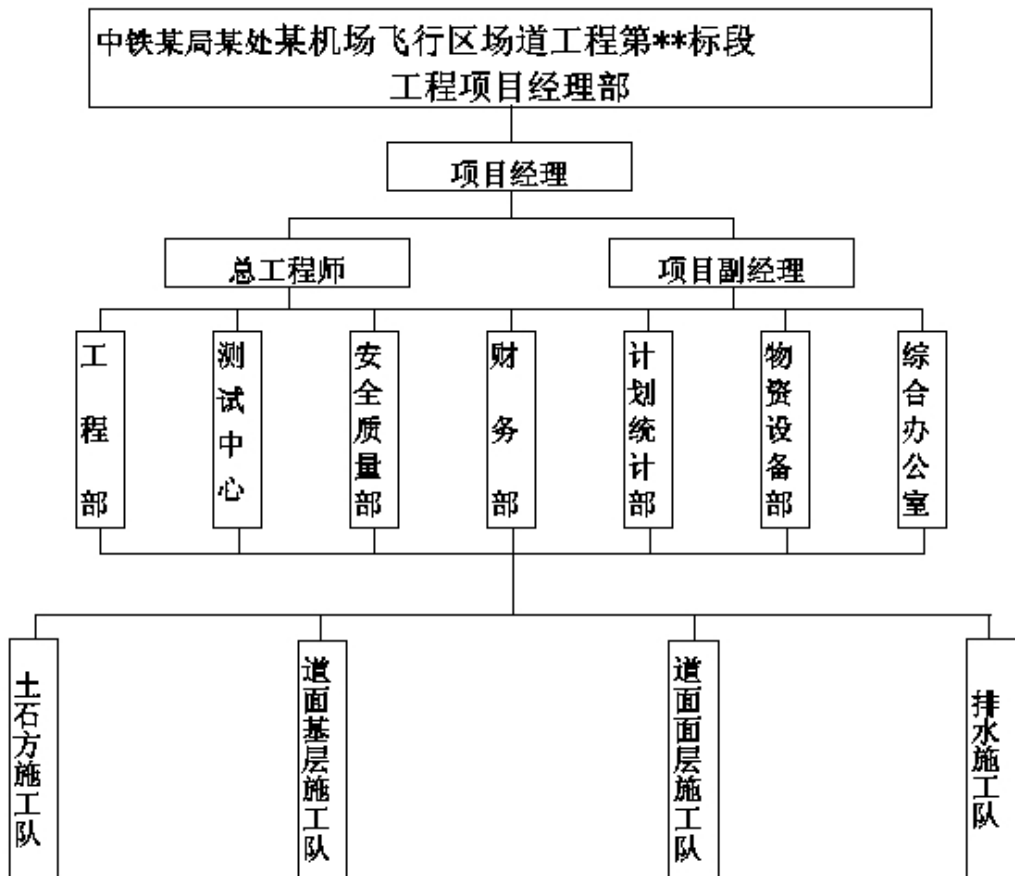 中铁某局某处某机场飞行区场道工程第**标段
工程项目经理部
项目经理
总工程师
项目副经理
工程部
测试中心
安全质量部
财务部
计划统计部
物资设备部
综合办公室
土石方施工队
道面基层施工队
道面面层施工队
排水施工队